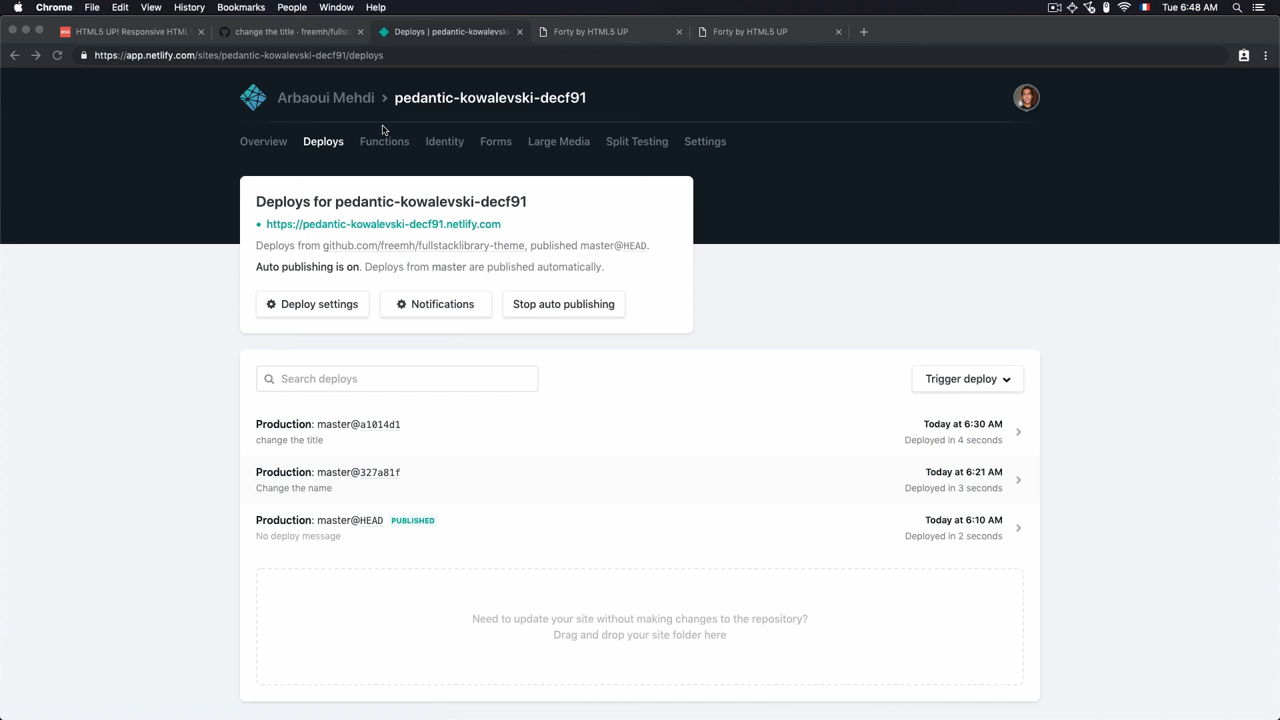 Chrome File Edit View History Bookmarks People Window Help Tue 6:48 AM
HTML5 UP! Responsive HTML
change the title · freemh/fullst
Deploys | pedantic-kowalevski
Forty by HTML5 UP
Forty by HTML5 UP
https://app.netlify.com/sites/pedantic-kowalevski-decf91/deploys
Arbaoui Mehdi > pedantic-kowalevski-decf91
Overview Deploys Functions Identity Forms Large Media Split Testing Settings
Deploys for pedantic-kowalevski-decf91
• https://pedantic-kowalevski-decf91.netlify.com
Deploys from github.com/freemh/fullstacklibrary-theme, published master@HEAD.
Auto publishing is on. Deploys from master are published automatically.
Deploy settings Notifications Stop auto publishing
Search deploys Trigger deploy
Production: master@a1014d1 Today at 6:30 AM
change the title Deployed in 4 seconds
Production: master@327a81f Today at 6:21 AM
Change the name Deployed in 3 seconds
Production: master@HEAD PUBLISHED Today at 6:10 AM
No deploy message Deployed in 2 seconds
Need to update your site without making changes to the repository?
Drag and drop your site folder here